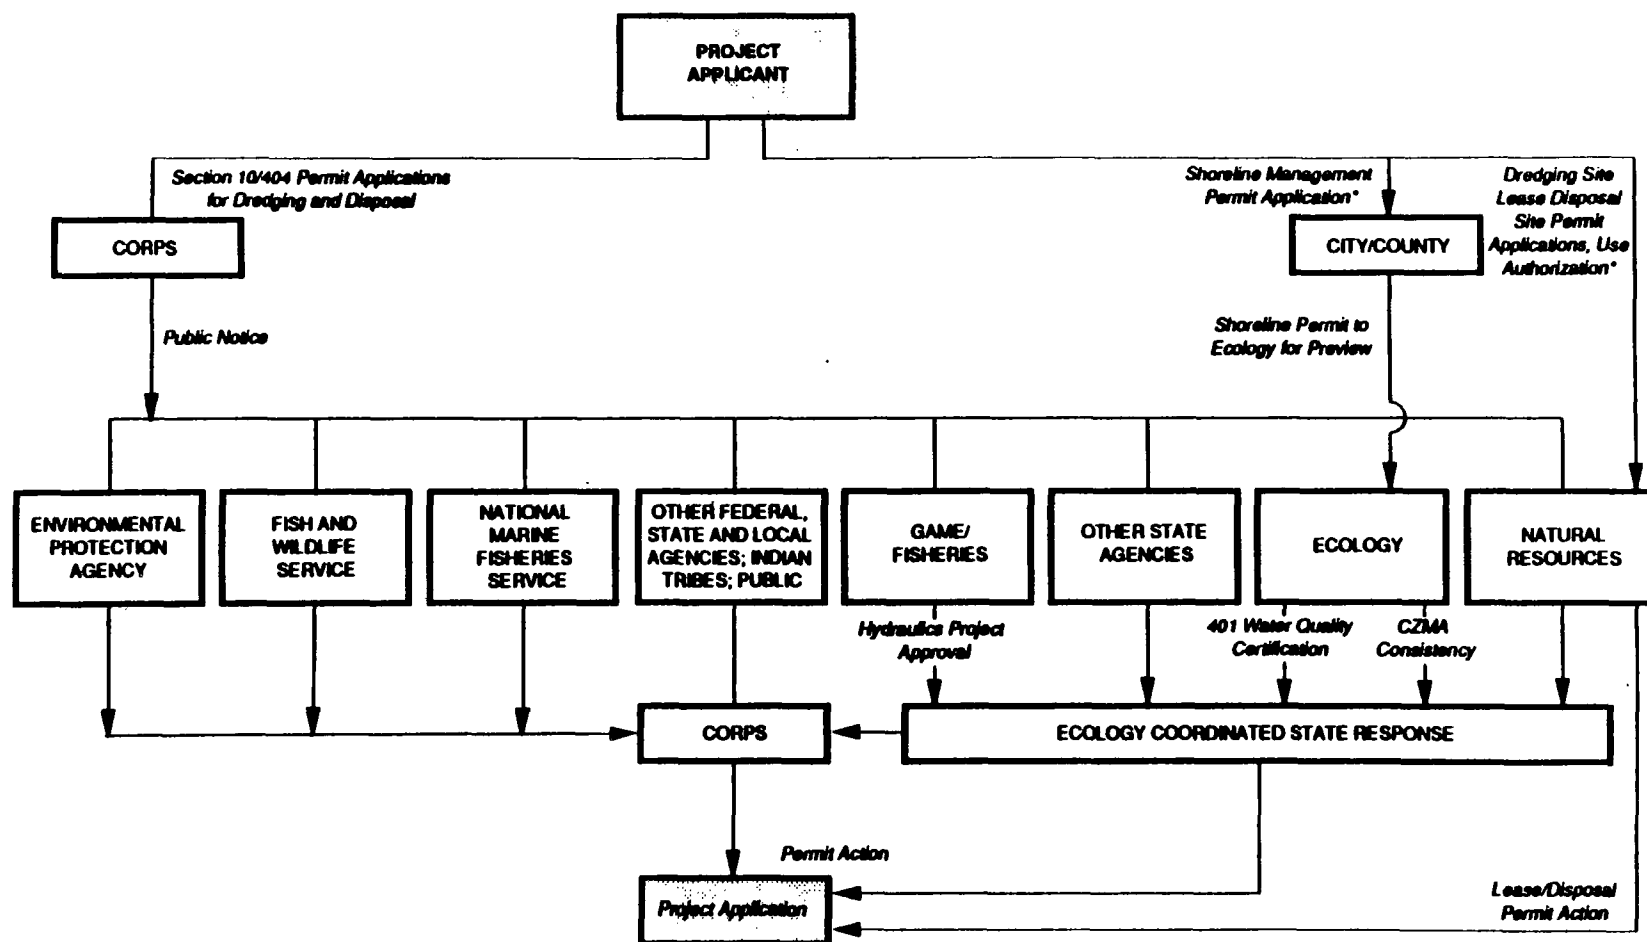 PROJECT
APPLICANT
Section 10/404 Permit Applications
for Dredging and Disposal
CORPS
Public Notice
Shoreline Management
Permit Application*
CITY/COUNTY
Shoreline Permit to
Ecology for Preview
Dredging Site
Lease Disposal
Site Permit
Applications, Use
Authorization*
ENVIRONMENTAL
PROTECTION
AGENCY
FISH AND
WILDLIFE
SERVICE
NATIONAL
MARINE
FISHERIES
SERVICE
OTHER FEDERAL,
STATE AND LOCAL
AGENCIES; INDIAN
TRIBES; PUBLIC
GAME/
FISHERIES
OTHER STATE
AGENCIES
ECOLOGY
NATURAL
RESOURCES
Hydraulics Project
Approval
401 Water Quality
Certification
CZMA
Consistency
CORPS
ECOLOGY COORDINATED STATE RESPONSE
Permit Action
Project Application
Lease/Disposal
Permit Action